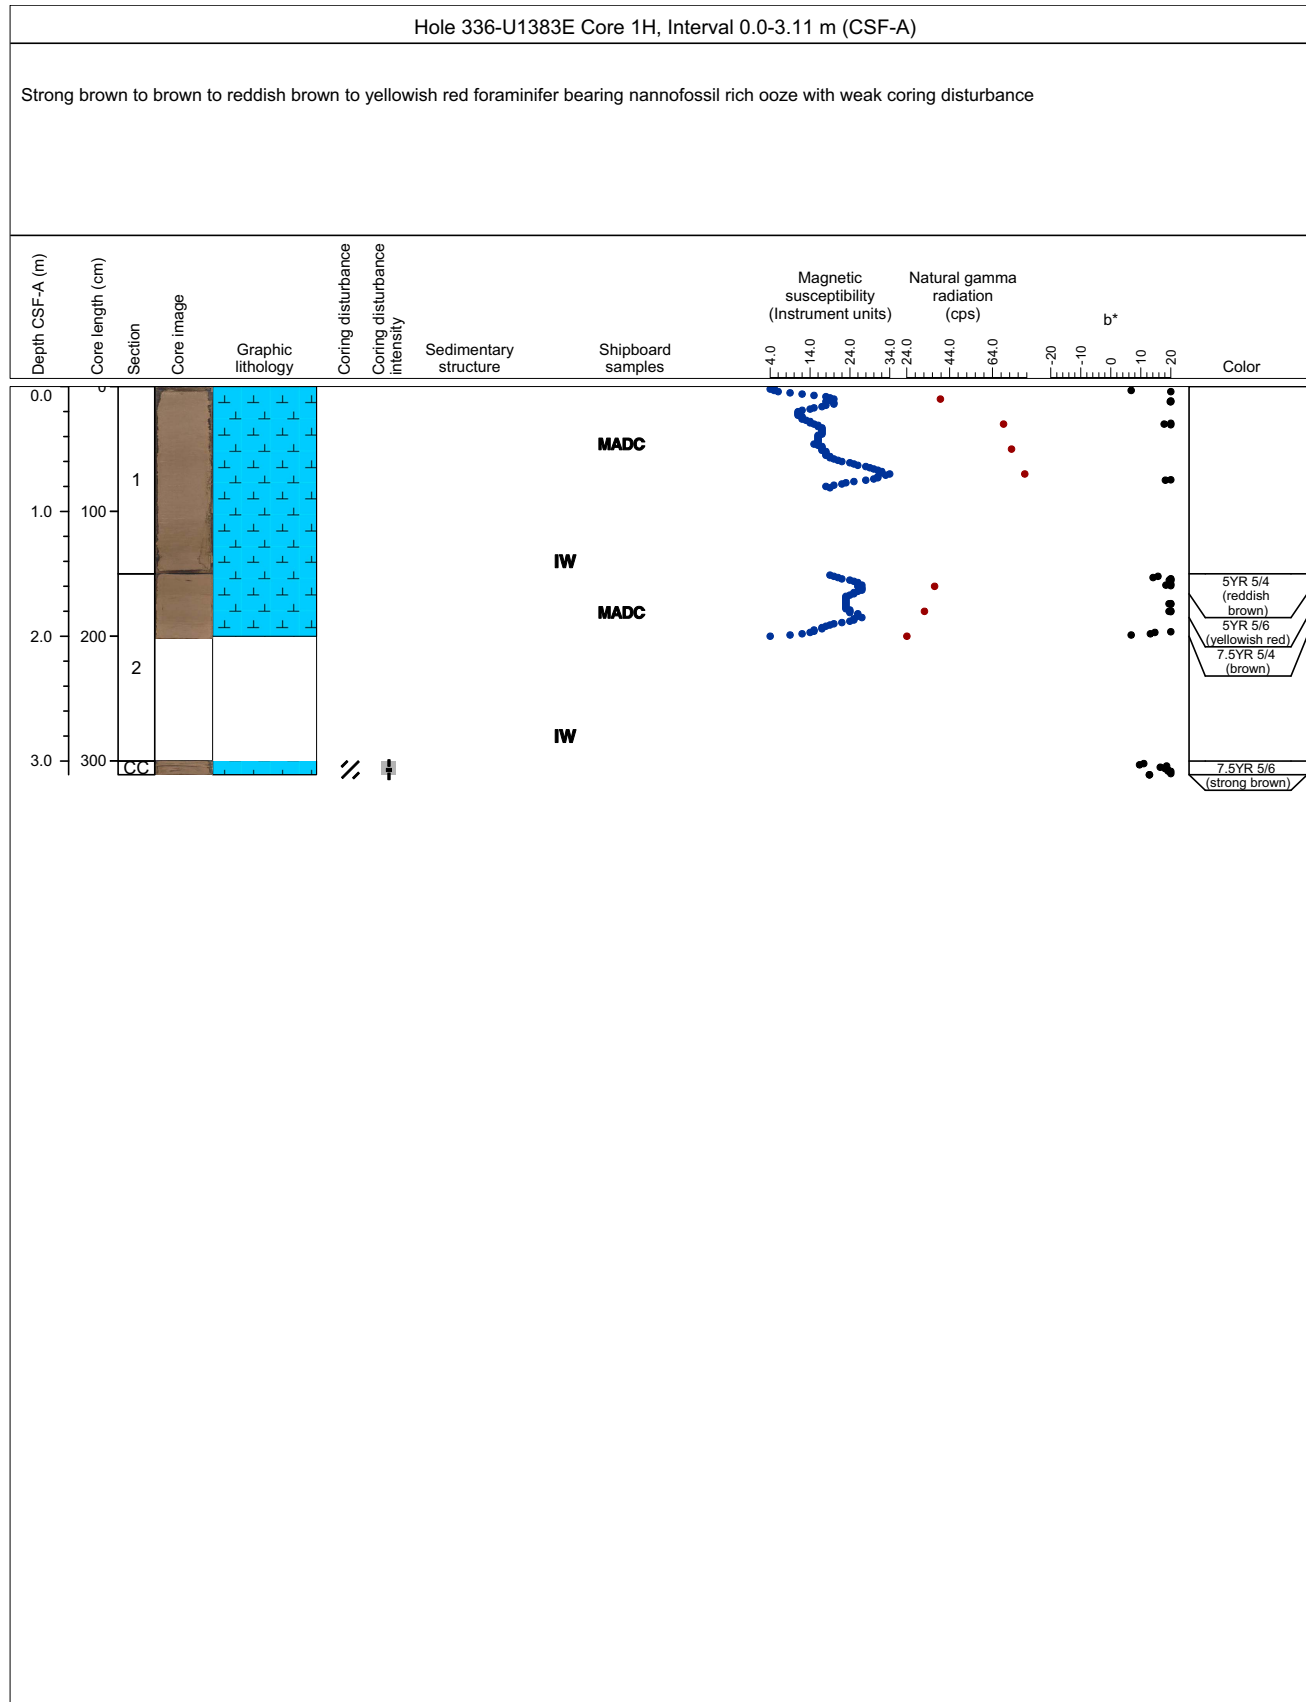 Hole 336-U1383E Core 1H, Interval 0.0-3.11 m (CSF-A)
Strong brown to brown to reddish brown to yellowish red foraminifer bearing nannofossil rich ooze with weak coring disturbance
Depth CSF-A (m)
Core length (cm)
Section
Core image
Graphic
lithology
Coring disturbance
Coring disturbance
intensity
Sedimentary
structure
Shipboard
samples
Magnetic
susceptibility
(Instrument units)
4.0 14.0 24.0 34.0
Natural gamma
radiation
(cps)
24.0 44.0 64.0
b*
-20 -10 0 10 20
Color
0.0 0
1
MADC
1.0 100
IW
5YR 5/4
(reddish
brown)
MADC
5YR 5/6
(yellowish red)
2.0 200
7.5YR 5/4
(brown)
2
IW
3.0 300
CC
7.5YR 5/6
(strong brown)